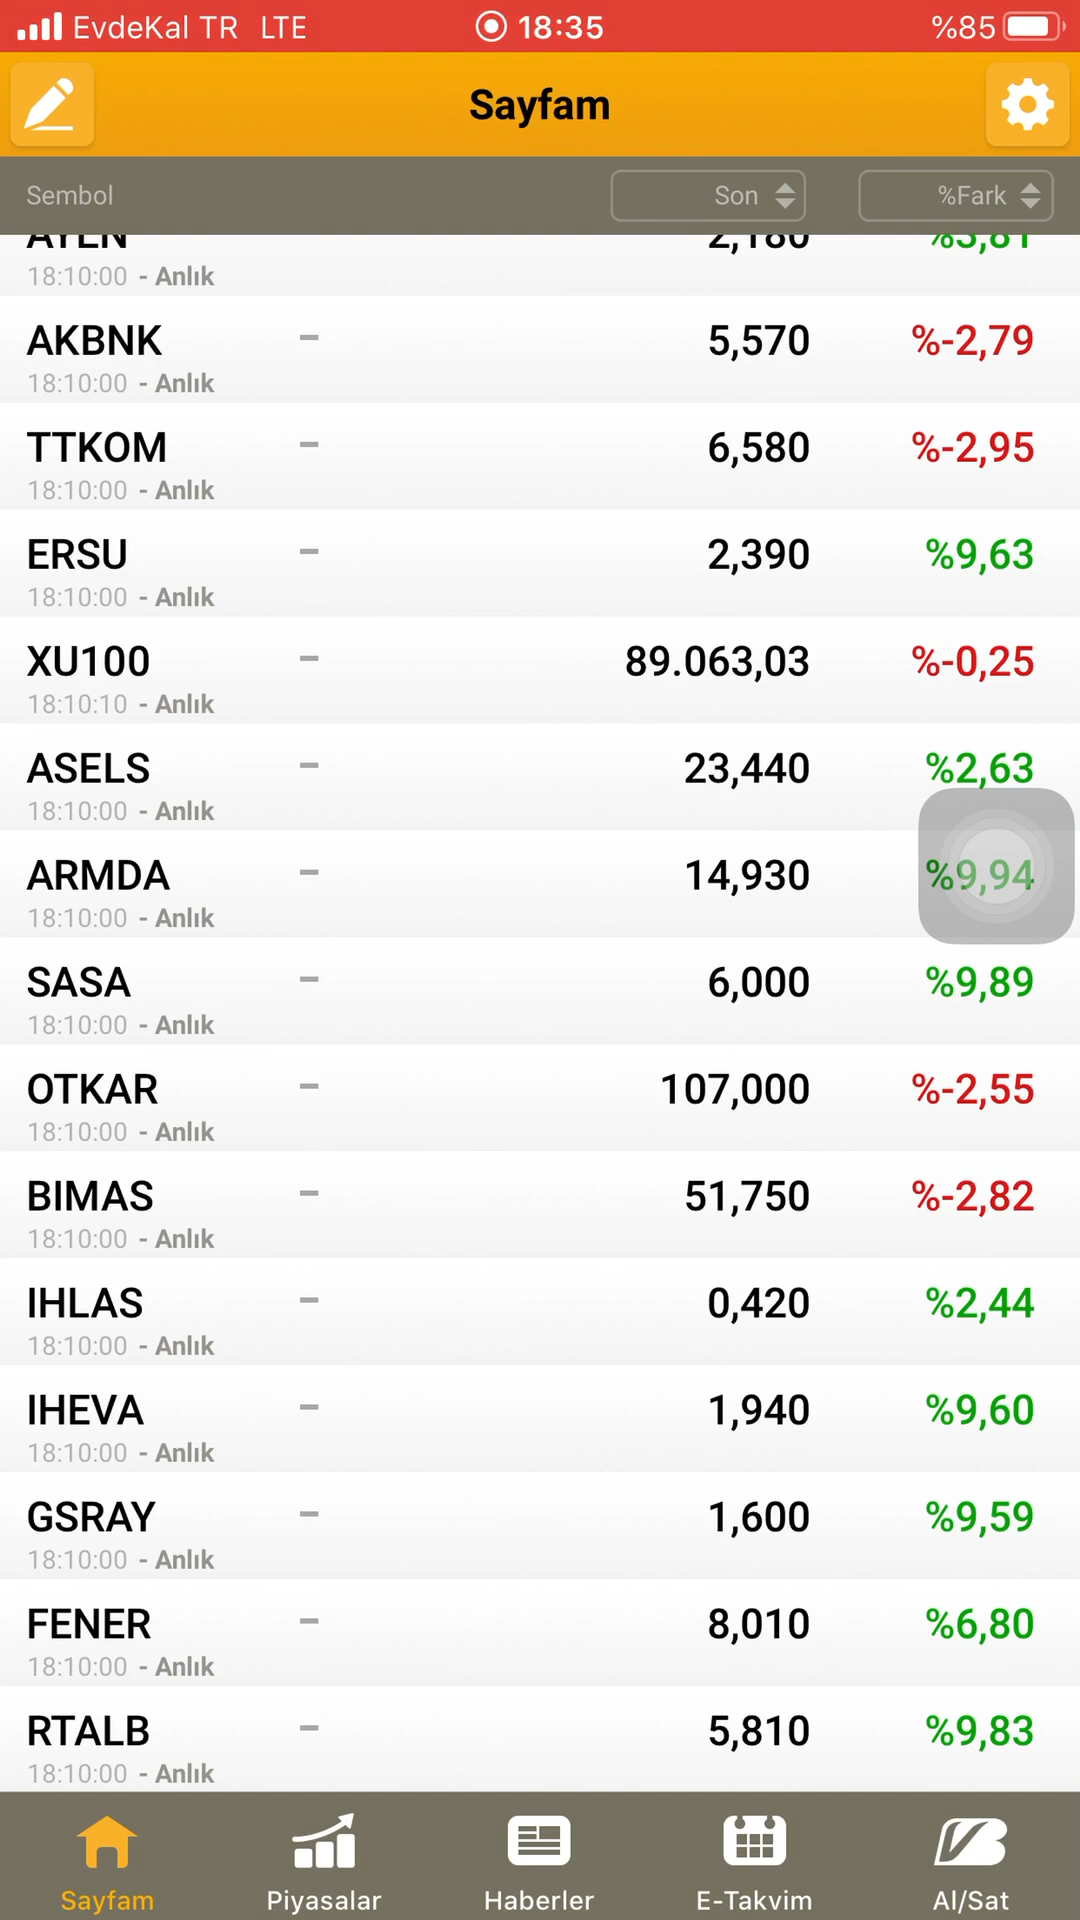 EvdeKal TR LTE 18:35 %85
Sayfam
Sembol Son %Fark
AYEN 2,180 %3,81
18:10:00 - Anlık
AKBNK - 5,570 %-2,79
18:10:00 - Anlık
TTKOM - 6,580 %-2,95
18:10:00 - Anlık
ERSU - 2,390 %9,63
18:10:00 - Anlık
XU100 - 89.063,03 %-0,25
18:10:10 - Anlık
ASELS - 23,440 %2,63
18:10:00 - Anlık
ARMDA - 14,930 %9,94
18:10:00 - Anlık
SASA - 6,000 %9,89
18:10:00 - Anlık
OTKAR - 107,000 %-2,55
18:10:00 - Anlık
BIMAS - 51,750 %-2,82
18:10:00 - Anlık
IHLAS - 0,420 %2,44
18:10:00 - Anlık
IHEVA - 1,940 %9,60
18:10:00 - Anlık
GSRAY - 1,600 %9,59
18:10:00 - Anlık
FENER - 8,010 %6,80
18:10:00 - Anlık
RTALB - 5,810 %9,83
18:10:00 - Anlık
Sayfam Piyasalar Haberler E-Takvim Al/Sat